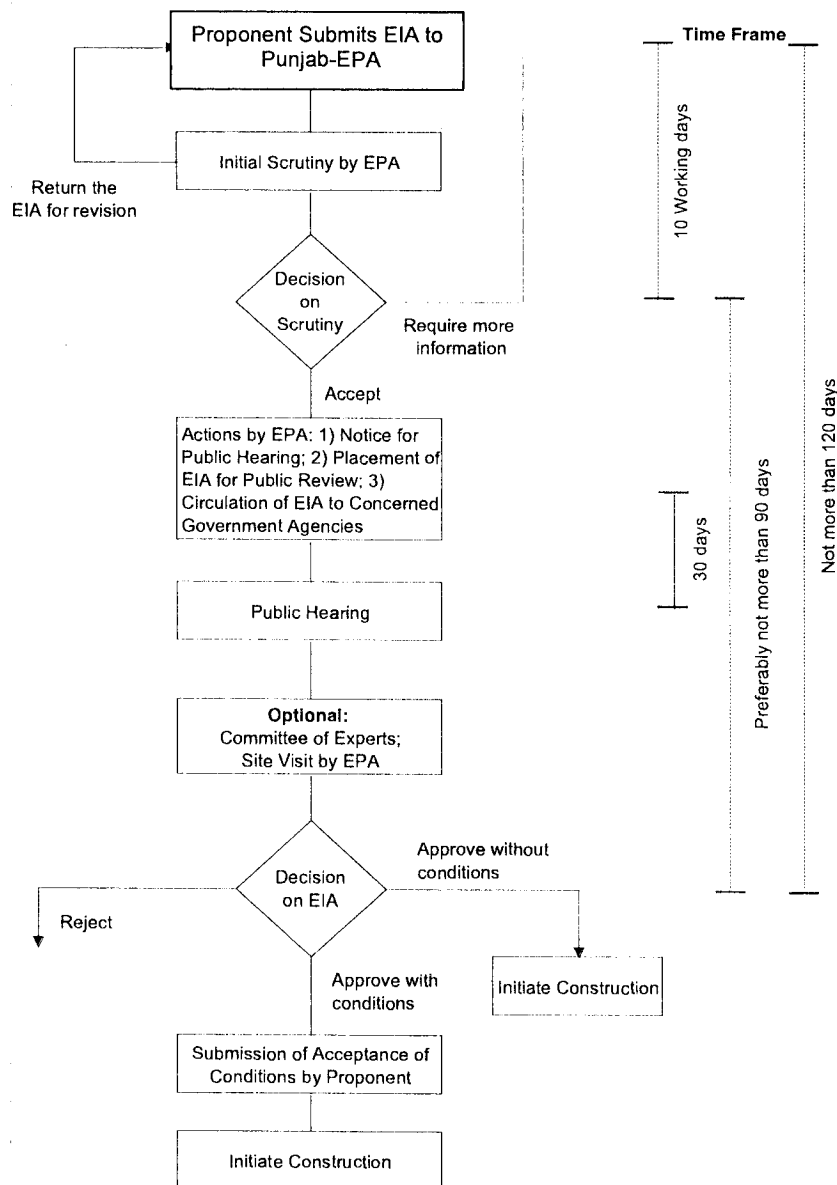 Proponent Submits EIA to
Punjab-EPA
Time Frame
Initial Scrutiny by EPA
Return the
EIA for revision
10 Working days
Decision
on
Scrutiny
Require more
information
Accept
Actions by EPA: 1) Notice for
Public Hearing; 2) Placement of
EIA for Public Review; 3)
Circulation of EIA to Concerned
Government Agencies
30 days
Preferably not more than 90 days
Not more than 120 days
Public Hearing
Optional:
Committee of Experts;
Site Visit by EPA
Decision
on EIA
Approve without
conditions
Reject
Approve with
conditions
Initiate Construction
Submission of Acceptance of
Conditions by Proponent
Initiate Construction